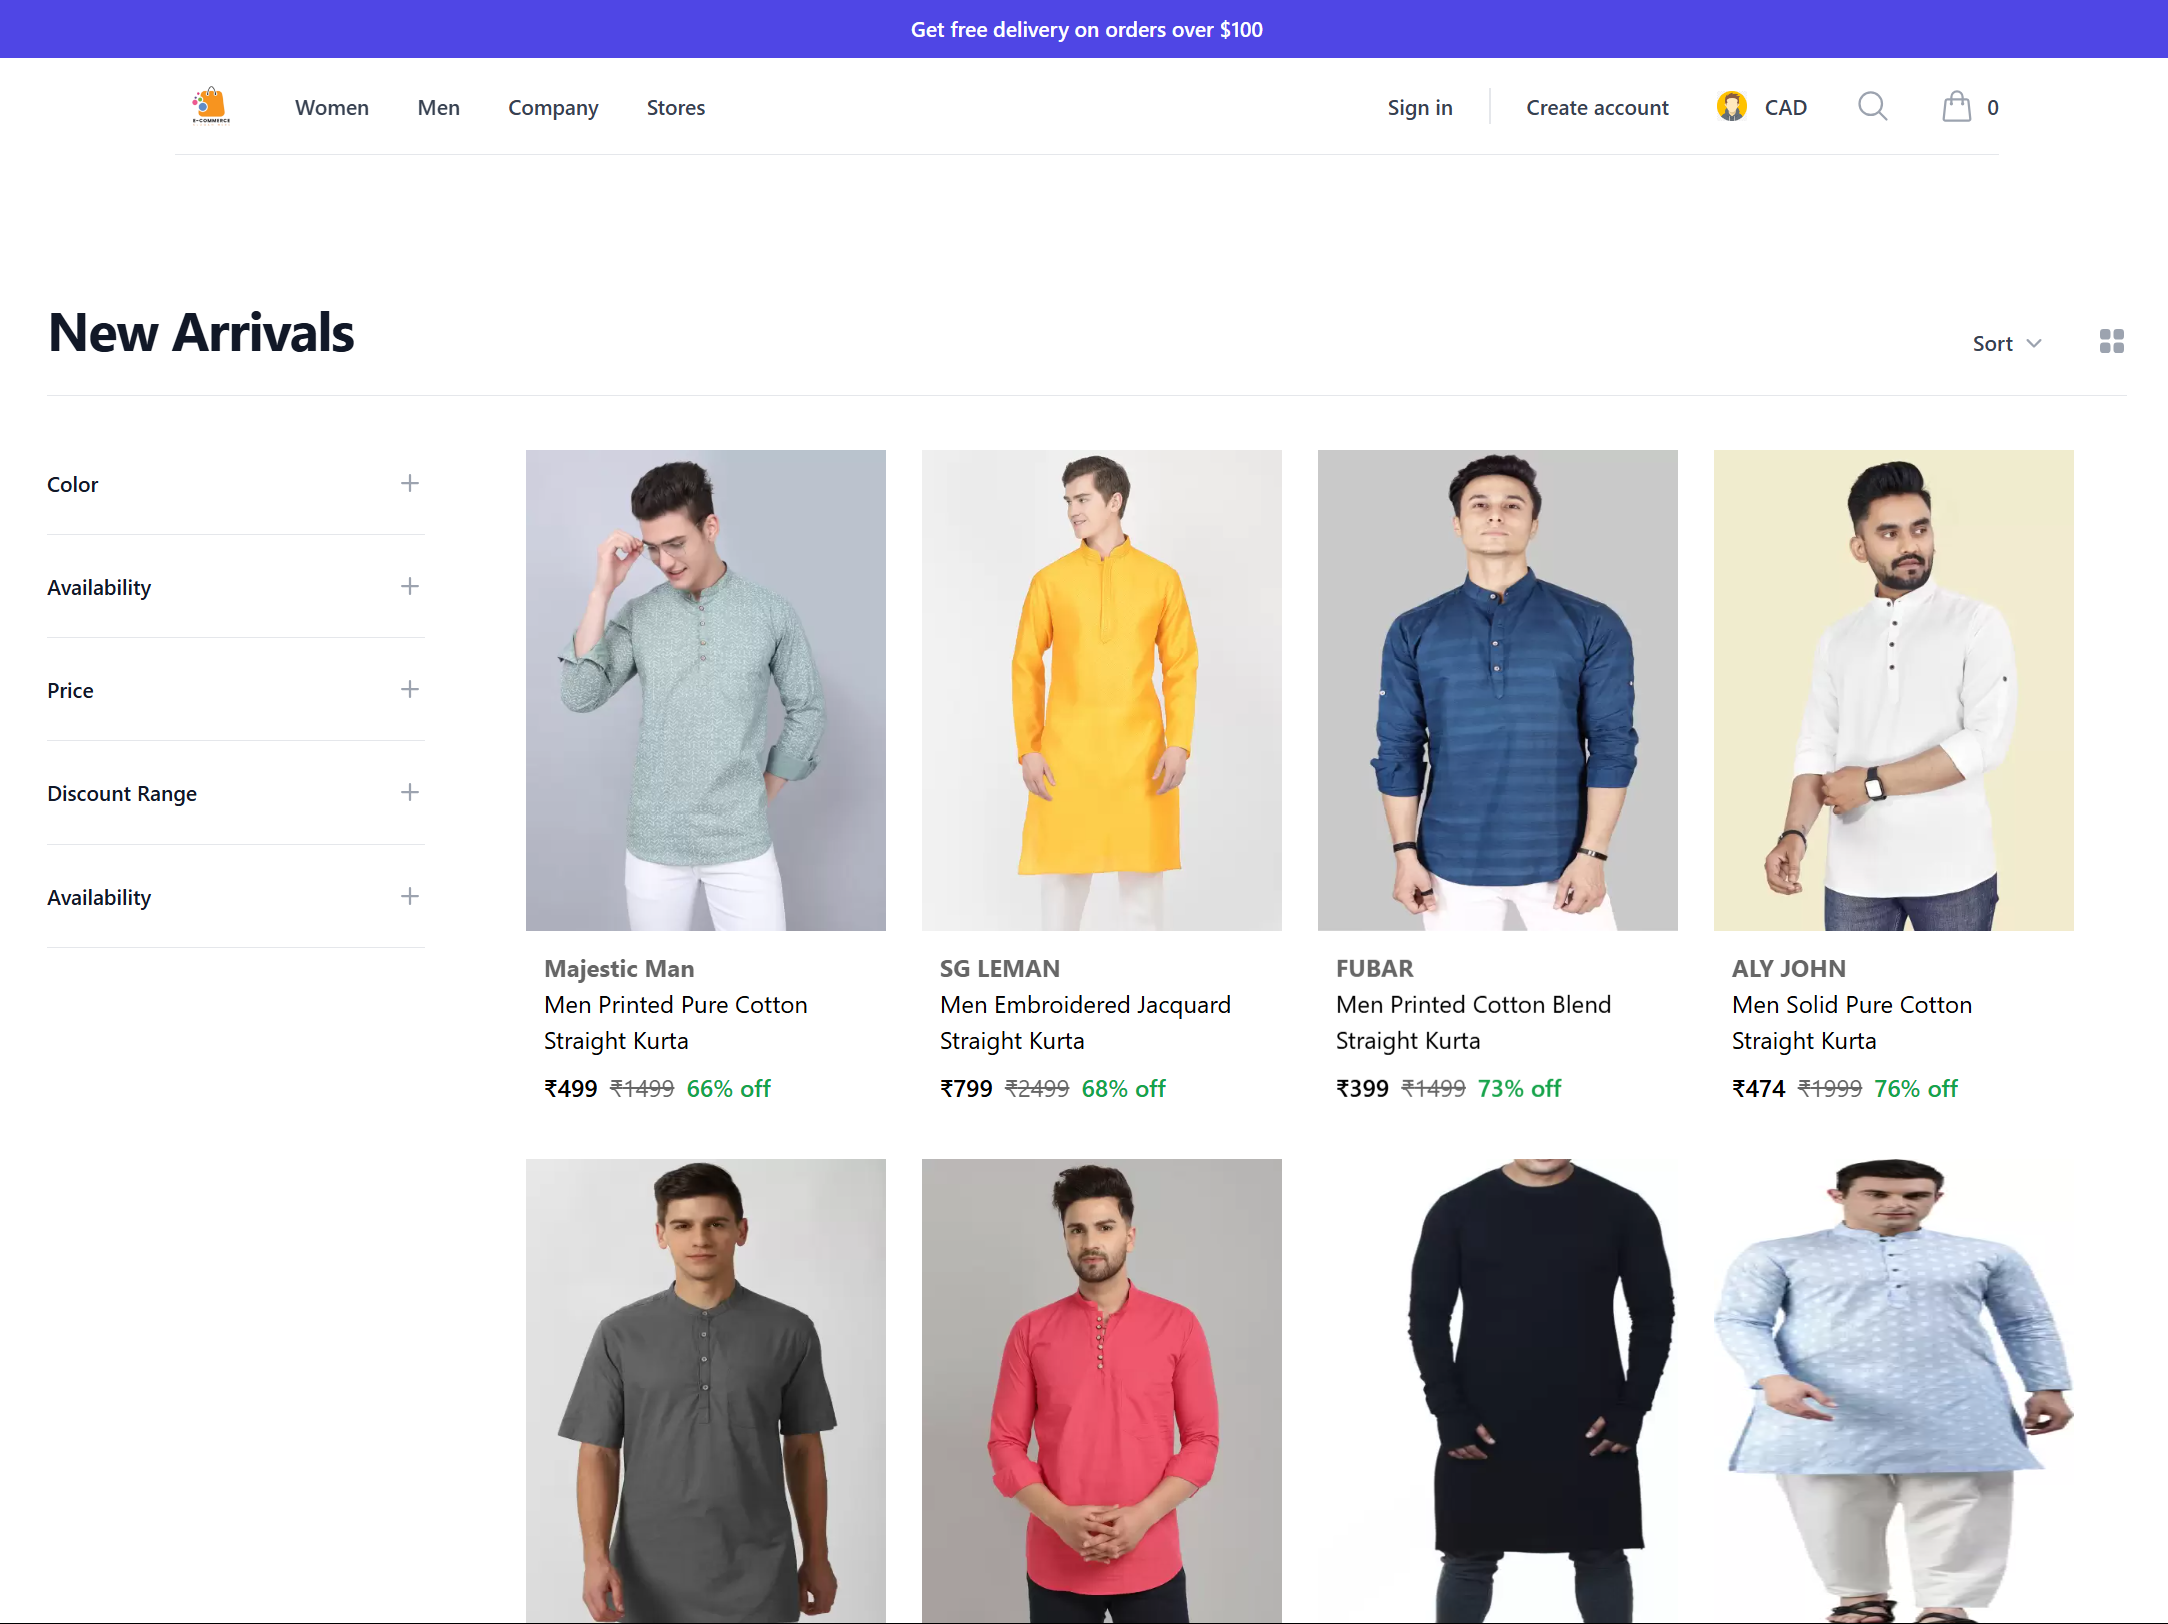 Get free delivery on orders over $100
E-COMMERCE
Women
Men
Company
Stores
Sign in
Create account
CAD
0
New Arrivals
Sort
Color
Availability
Price
Discount Range
Availability
Majestic Man
Men Printed Pure Cotton
Straight Kurta
₹499 ₹1499 66% off
SG LEMAN
Men Embroidered Jacquard
Straight Kurta
₹799 ₹2499 68% off
FUBAR
Men Printed Cotton Blend
Straight Kurta
₹399 ₹1499 73% off
ALY JOHN
Men Solid Pure Cotton
Straight Kurta
₹474 ₹1999 76% off